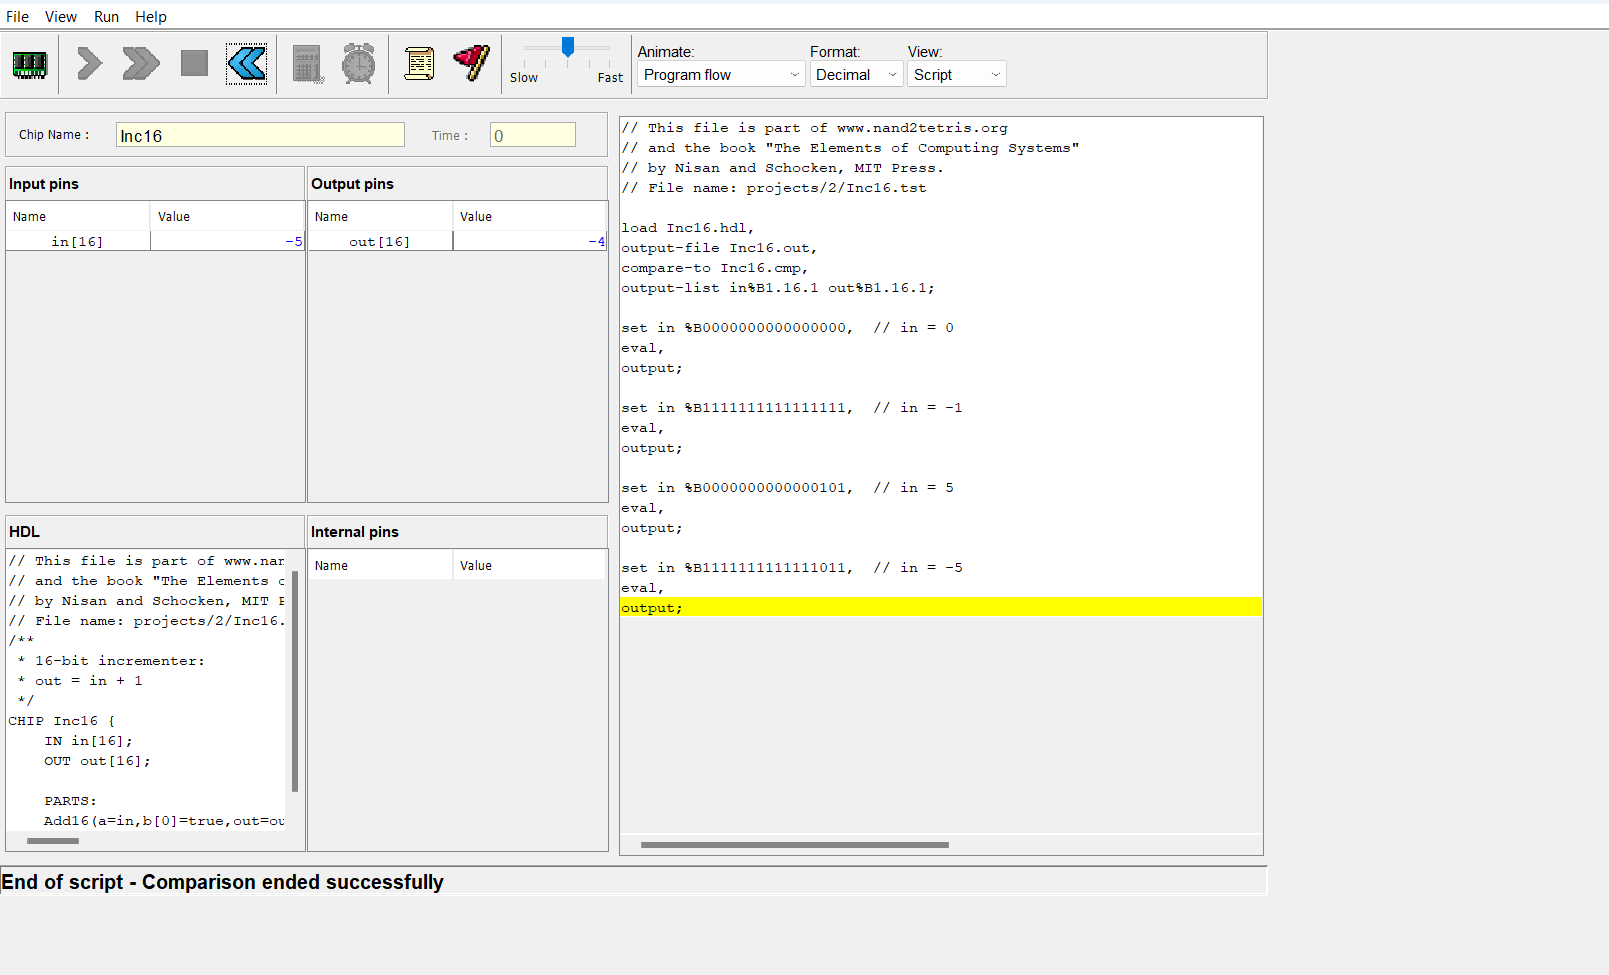 File View Run Help
Slow Fast
Animate: Format: View:
Program flow Decimal Script
Chip Name : Inc16 Time : 0
Input pins
Name Value
in[16] -5
Output pins
Name Value
out[16] -4
HDL
// This file is part of www.nan
// and the book "The Elements o
// by Nisan and Schocken, MIT P
// File name: projects/2/Inc16.
/**
* 16-bit incrementer:
* out = in + 1
*/
CHIP Inc16 {
IN in[16];
OUT out[16];
PARTS:
Add16(a=in,b[0]=true,out=ou
Internal pins
Name Value
// This file is part of www.nand2tetris.org
// and the book "The Elements of Computing Systems"
// by Nisan and Schocken, MIT Press.
// File name: projects/2/Inc16.tst
load Inc16.hdl,
output-file Inc16.out,
compare-to Inc16.cmp,
output-list in%B1.16.1 out%B1.16.1;
set in %B0000000000000000,  // in = 0
eval,
output;
set in %B1111111111111111,  // in = -1
eval,
output;
set in %B0000000000000101,  // in = 5
eval,
output;
set in %B1111111111111011,  // in = -5
eval,
output;
End of script - Comparison ended successfully